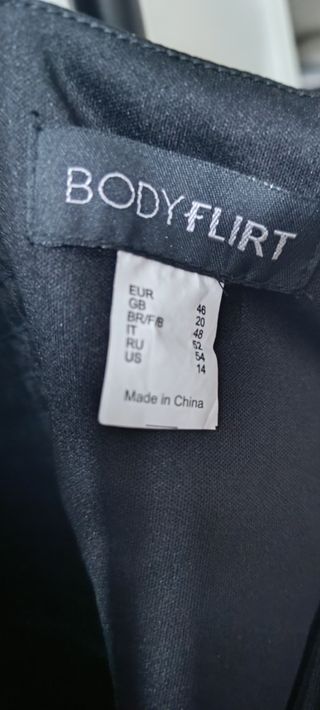 BODYFLIRT
EUR 46
GB 20
BR/F/B 48
IT 52
RU 54
US 14
Made in China